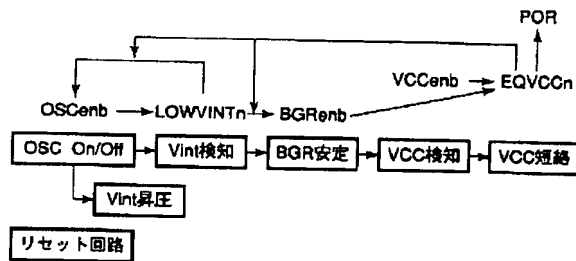 POR
VCCenb
EQVCCn
OSCenb
LOWVINTn
BGRenb
OSC On/Off
Vint検知
BGR安定
VCC検知
VCC短絡
Vint昇圧
リセット回路